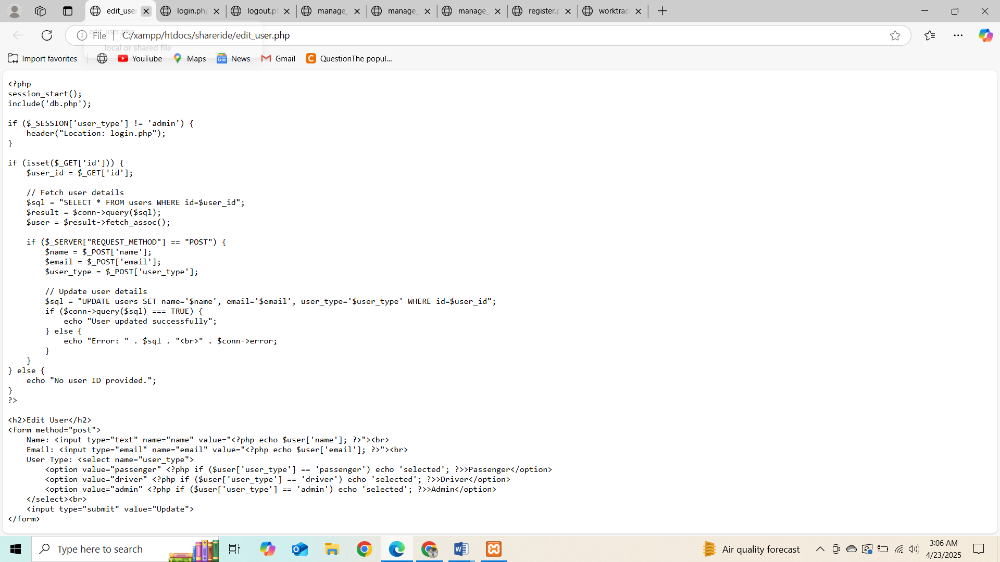 edit_user
login.ph
logout.p
manage_
manage_
manage_
register.p
worktrac
edit_user.php
File
C:/xampp/htdocs/shareride/edit_user.php
local or shared file
Import favorites
YouTube
Maps
News
Gmail
QuestionThe popul...
<?php
session_start();
include('db.php');
if ($_SESSION['user_type'] != 'admin') {
    header("Location: login.php");
}
if (isset($_GET['id'])) {
    $user_id = $_GET['id'];
    // Fetch user details
    $sql = "SELECT * FROM users WHERE id=$user_id";
    $result = $conn->query($sql);
    $user = $result->fetch_assoc();
    if ($_SERVER["REQUEST_METHOD"] == "POST") {
        $name = $_POST['name'];
        $email = $_POST['email'];
        $user_type = $_POST['user_type'];
        // Update user details
        $sql = "UPDATE users SET name='$name', email='$email', user_type='$user_type' WHERE id=$user_id";
        if ($conn->query($sql) === TRUE) {
            echo "User updated successfully";
        } else {
            echo "Error: " . $sql . "<br>" . $conn->error;
        }
    }
} else {
    echo "No user ID provided.";
}
?>
<h2>Edit User</h2>
<form method="post">
    Name: <input type="text" name="name" value="<?php echo $user['name']; ?>"><br>
    Email: <input type="email" name="email" value="<?php echo $user['email']; ?>"><br>
    User Type: <select name="user_type">
        <option value="passenger" <?php if ($user['user_type'] == 'passenger') echo 'selected'; ?>>Passenger</option>
        <option value="driver" <?php if ($user['user_type'] == 'driver') echo 'selected'; ?>>Driver</option>
        <option value="admin" <?php if ($user['user_type'] == 'admin') echo 'selected'; ?>>Admin</option>
    </select><br>
    <input type="submit" value="Update">
</form>
Type here to search
Air quality forecast
3:06 AM
4/23/2025